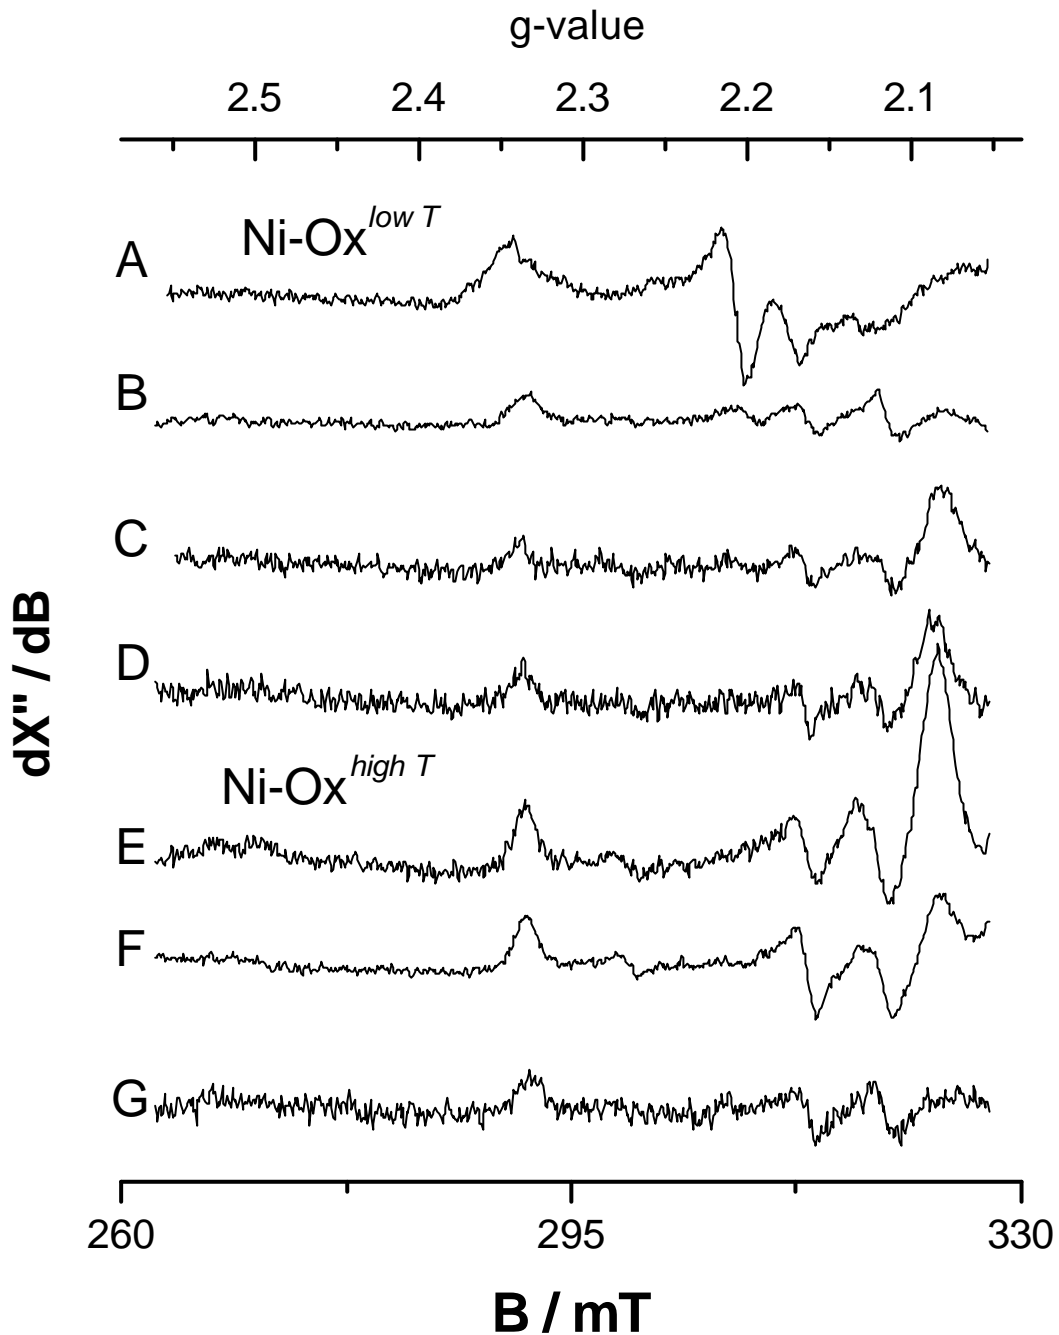 g-value
2.5 2.4 2.3 2.2 2.1
Ni-Ox low T
A
B
C
D
Ni-Ox high T
E
F
G
dX" / dB
260 295 330
B / mT